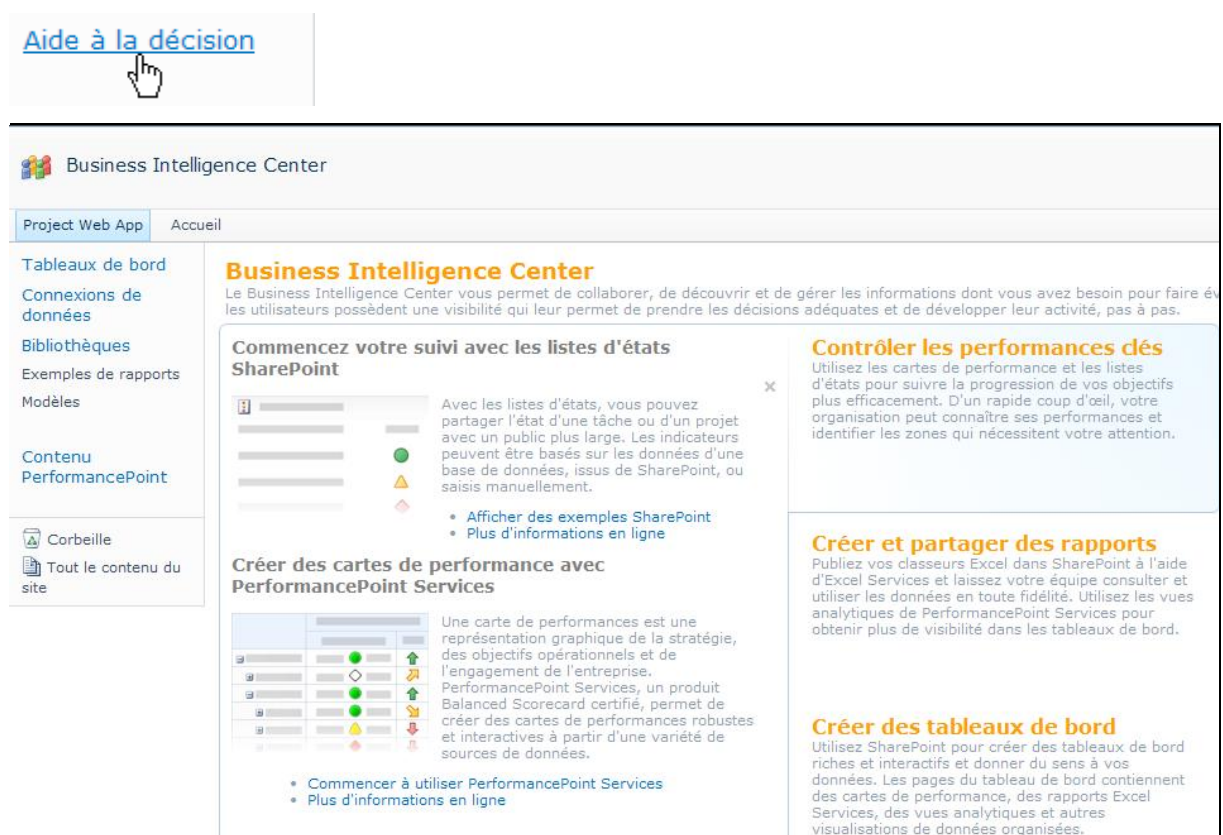 Aide à la décision
Business Intelligence Center
Project Web App Accueil
Tableaux de bord
Connexions de
données
Bibliothèques
Exemples de rapports
Modèles
Contenu
PerformancePoint
Corbeille
Tout le contenu du
site
Business Intelligence Center
Le Business Intelligence Center vous permet de collaborer, de découvrir et de gérer les informations dont vous avez besoin pour faire
les utilisateurs possèdent une visibilité qui leur permet de prendre les décisions adéquates et de développer leur activité, pas à pas.
Commencez votre suivi avec les listes d'états
SharePoint
Avec les listes d'états, vous pouvez
partager l'état d'une tâche ou d'un projet
avec un public plus large. Les indicateurs
peuvent être basés sur les données d'une
base de données, issus de SharePoint, ou
saisis manuellement.
• Afficher des exemples SharePoint
• Plus d'informations en ligne
Créer des cartes de performance avec
PerformancePoint Services
Une carte de performances est une
représentation graphique de la stratégie,
des objectifs opérationnels et de
l'engagement de l'entreprise.
PerformancePoint Services, un produit
Balanced Scorecard certifié, permet de
créer des cartes de performances robustes
et interactives à partir d'une variété de
sources de données.
• Commencer à utiliser PerformancePoint Services
• Plus d'informations en ligne
Contrôler les performances clés
Utilisez les cartes de performance et les listes
d'états pour suivre la progression de vos objectifs
plus efficacement. D'un rapide coup d'œil, votre
organisation peut connaître ses performances et
identifier les zones qui nécessitent votre attention.
Créer et partager des rapports
Publiez vos classeurs Excel dans SharePoint à l'aide
d'Excel Services et laissez votre équipe consulter et
utiliser les données en toute fidélité. Utilisez les vues
analytiques de PerformancePoint Services pour
obtenir plus de visibilité dans les tableaux de bord.
Créer des tableaux de bord
Utilisez SharePoint pour créer des tableaux de bord
riches et interactifs et donner du sens à vos
données. Les pages du tableau de bord contiennent
des cartes de performance, des rapports Excel
Services, des vues analytiques et autres
visualisations de données organisées.